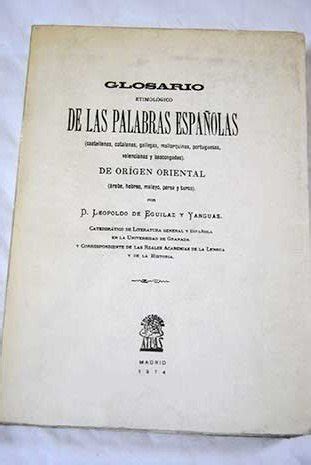 GLOSARIO
ETIMOLÓGICO
DE LAS PALABRAS ESPAÑOLAS
(castellanas, catalanas, gallegas, mallorquinas, portuguesas,
valencianas y bascongadas)
DE ORÍGEN ORIENTAL
(árabe, hebreo, malayo, persa y turco).
POR
D. LEOPOLDO DE EGUILAZ Y YANGUAS,
CATEDRÁTICO DE LITERATURA GENERAL Y ESPAÑOLA
EN LA UNIVERSIDAD DE GRANADA
Y CORRESPONDIENTE DE LAS REALES ACADEMIAS DE LA LENGUA
Y DE LA HISTORIA.
ATLAS
MADRID
1974